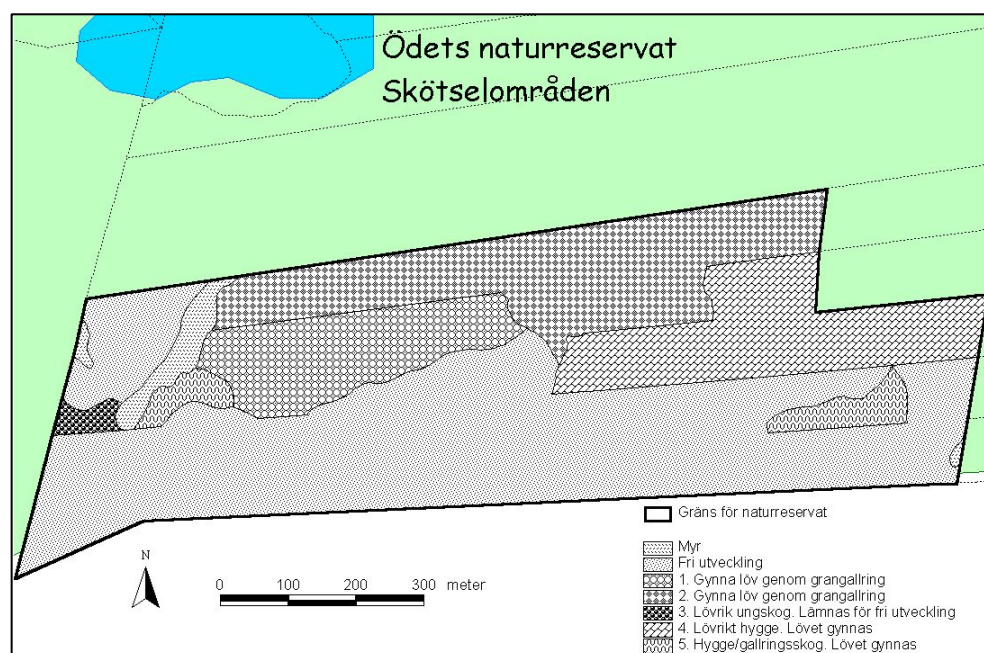 Ödets naturreservat
Skötselområden
Gräns för naturreservat
Myr
Fri utveckling
1. Gynna löv genom grangallring
2. Gynna löv genom grangallring
3. Lövrik ungskog. Lämnas för fri utveckling
4. Lövrikt hygge. Lövet gynnas
5. Hygge/gallringsskog. Lövet gynnas
N
0 100 200 300 meter